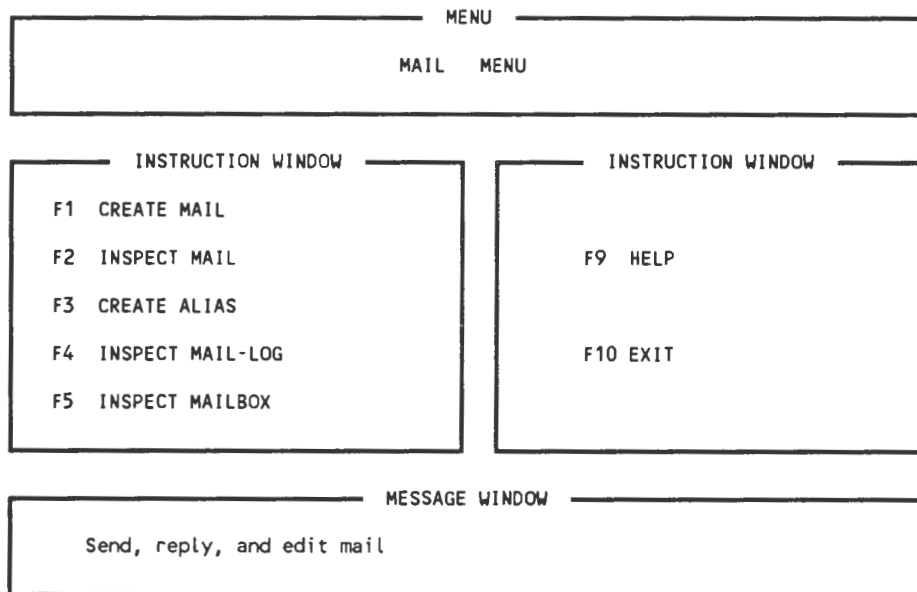 MENU
MAIL MENU
INSTRUCTION WINDOW
F1 CREATE MAIL
F2 INSPECT MAIL
F3 CREATE ALIAS
F4 INSPECT MAIL-LOG
F5 INSPECT MAILBOX
INSTRUCTION WINDOW
F9 HELP
F10 EXIT
MESSAGE WINDOW
Send, reply, and edit mail